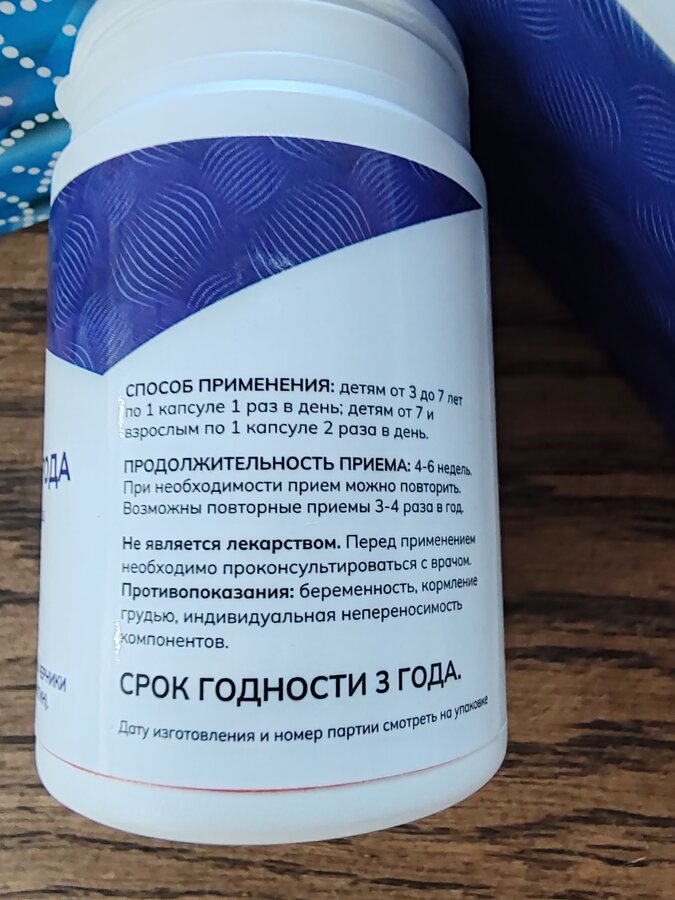 СПОСОБ ПРИМЕНЕНИЯ: детям от 3 до 7 лет
по 1 капсуле 1 раз в день; детям от 7 и
взрослым по 1 капсуле 2 раза в день.
ПРОДОЛЖИТЕЛЬНОСТЬ ПРИЕМА: 4-6 недель.
При необходимости прием можно повторить.
Возможны повторные приемы 3-4 раза в год.
Не является лекарством. Перед применением
необходимо проконсультироваться с врачом.
Противопоказания: беременность, кормление
грудью, индивидуальная непереносимость
компонентов.
СРОК ГОДНОСТИ 3 ГОДА.
Дату изготовления и номер партии смотреть на упаковке